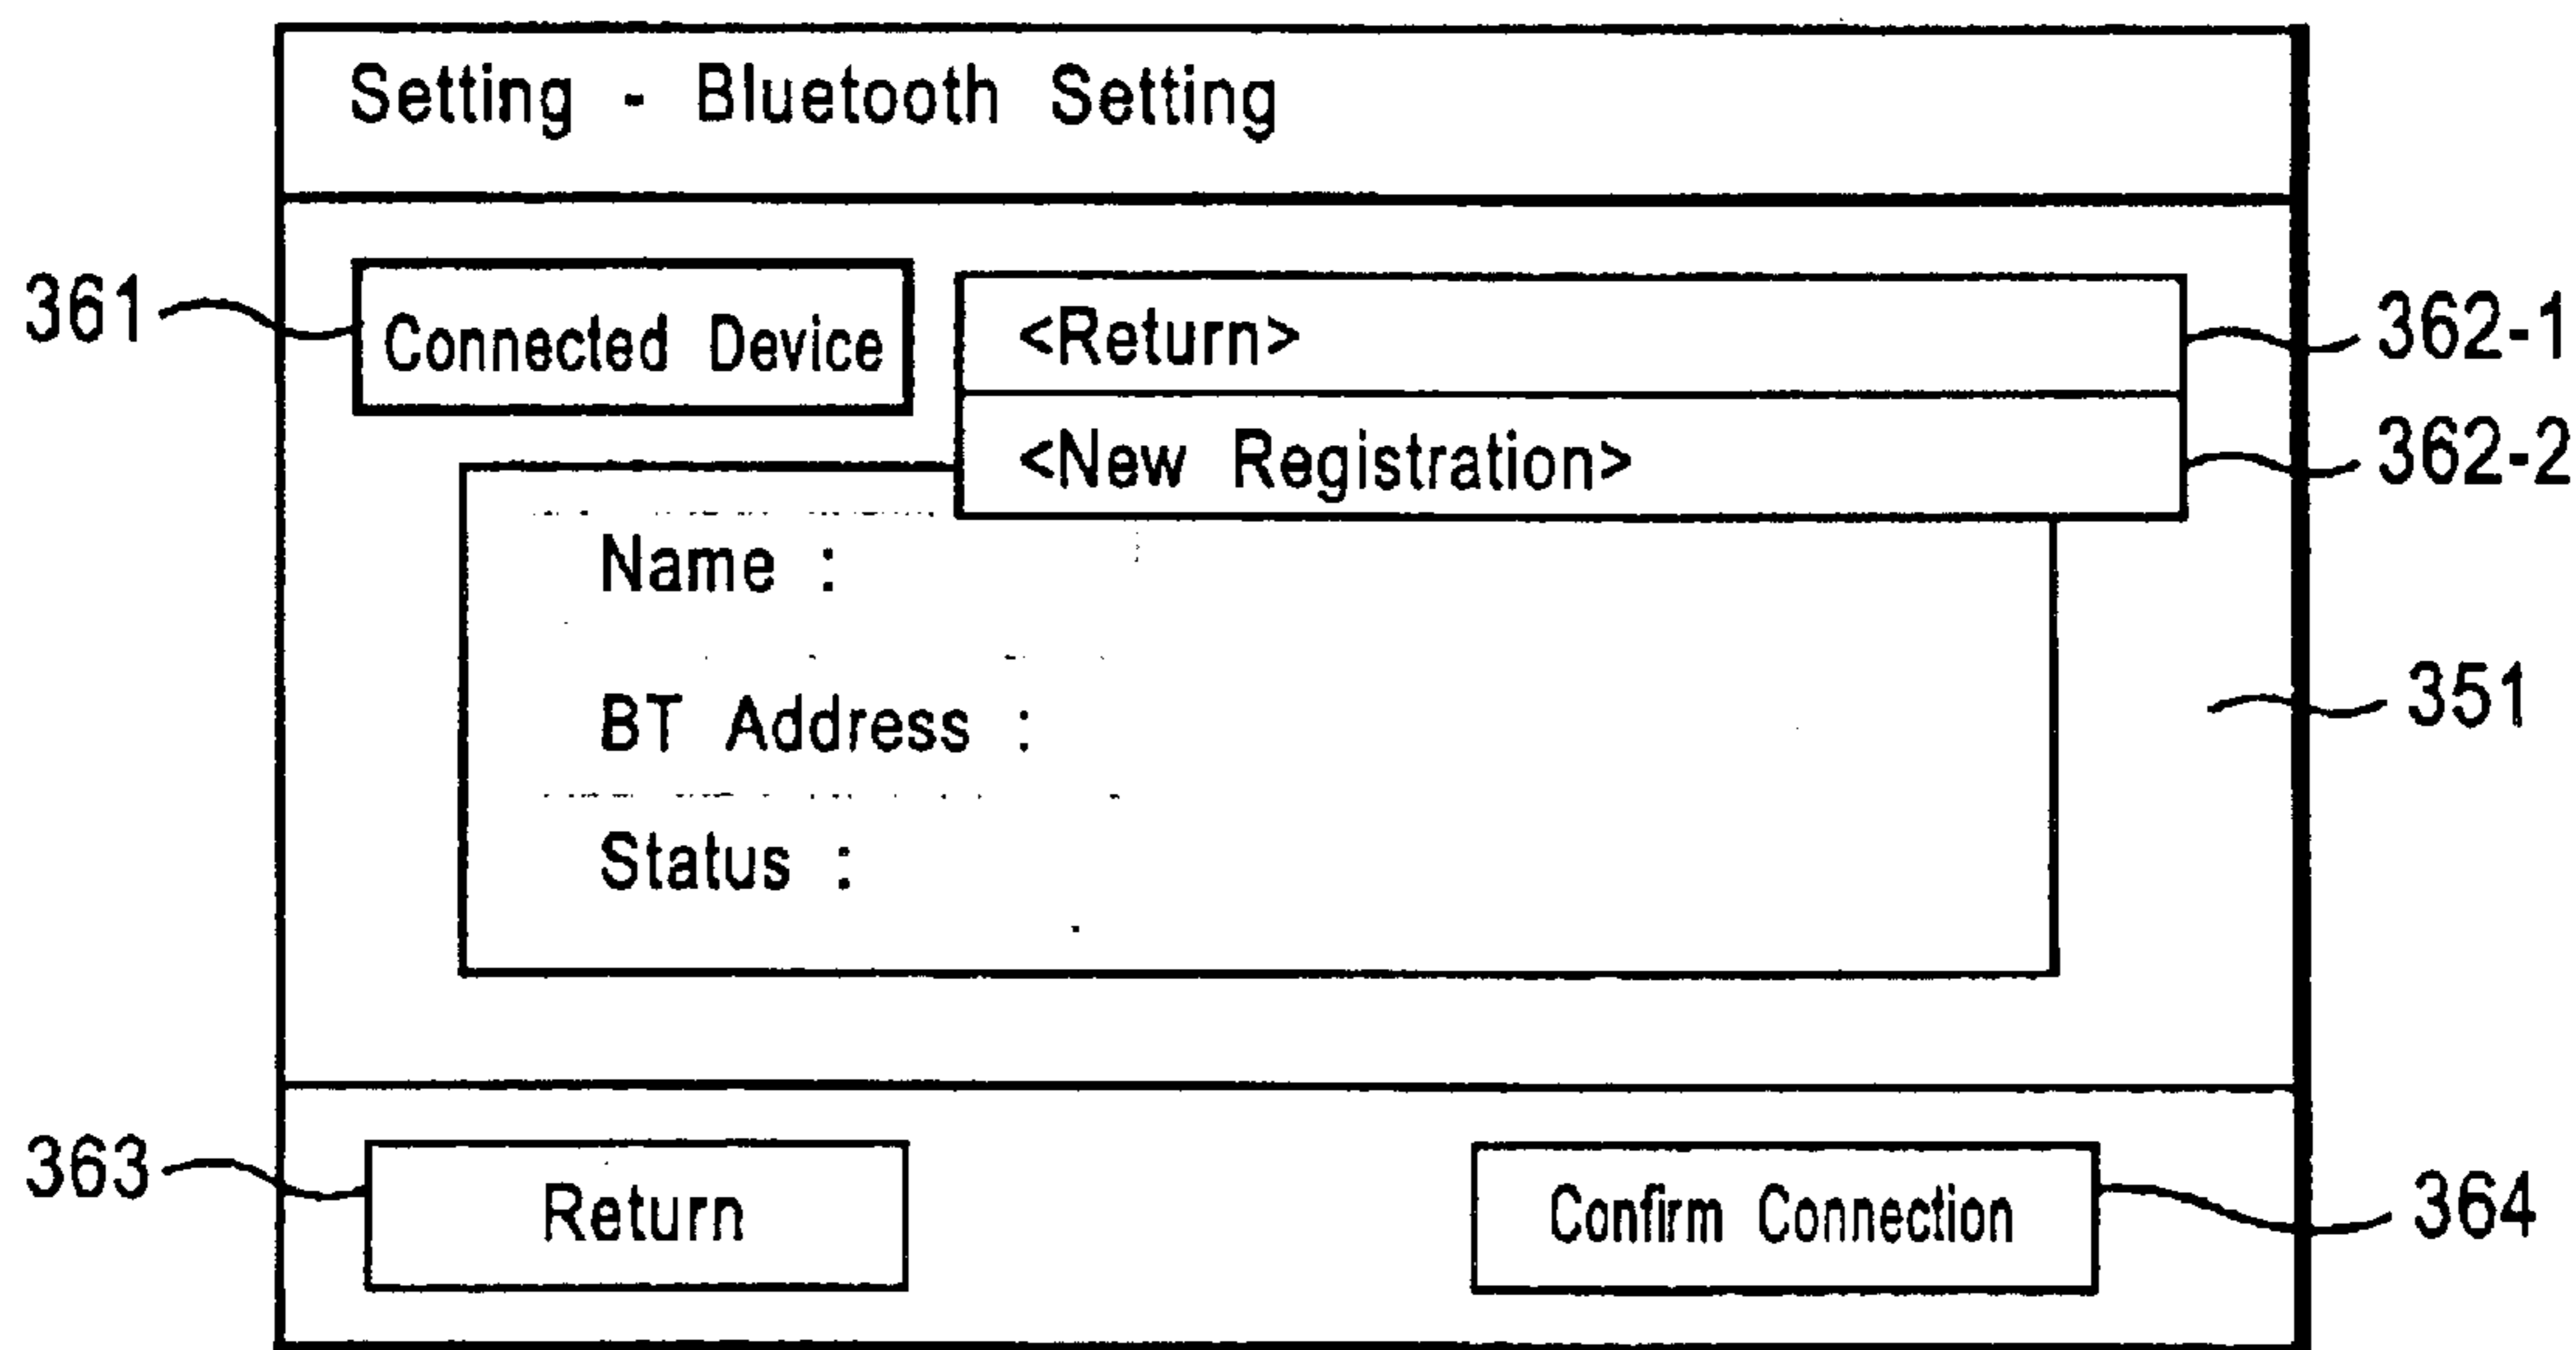 Setting - Bluetooth Setting
361
Connected Device
<Return>
362-1
<New Registration>
362-2
Name :
BT Address :
351
Status :
363
Return
Confirm Connection
364